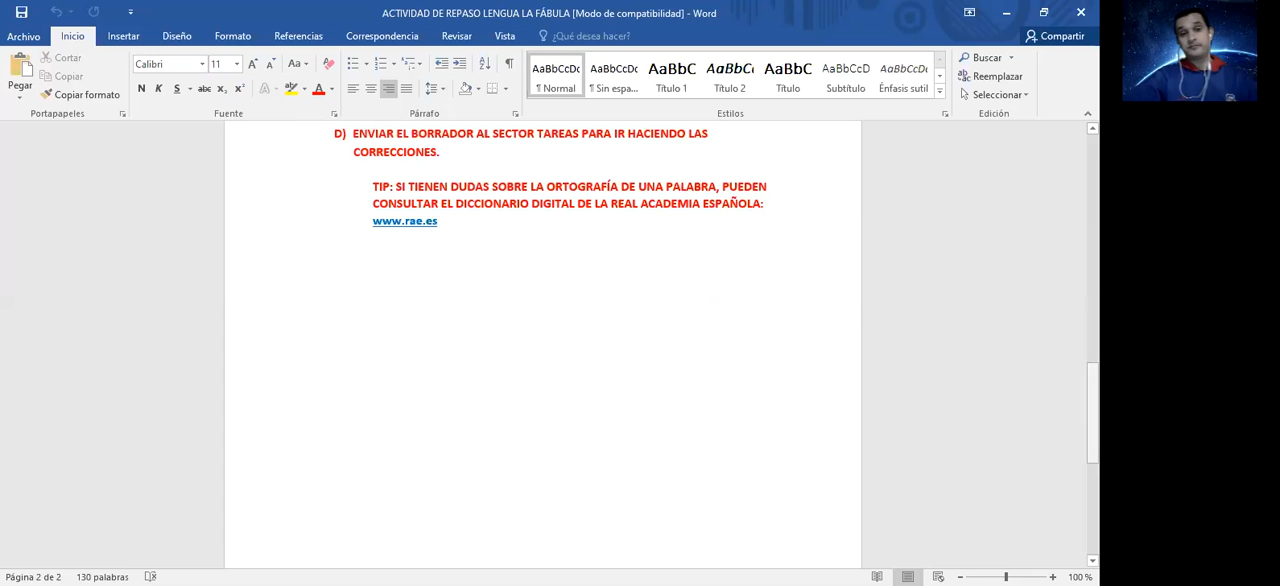 ACTIVIDAD DE REPASO LENGUA LA FÁBULA [Modo de compatibilidad] - Word
Archivo Inicio Insertar Diseño Formato Referencias Correspondencia Revisar Vista ¿Qué desea hacer? Compartir
Pegar
Cortar
Copiar
Copiar formato
Portapapeles
Calibri 11
N K S abc x₂ x²
Fuente
Párrafo
AaBbCcDc AaBbCcDc AaBbC AaBbCc AaBbC AaBbCcD AaBbCcDc
¶ Normal ¶ Sin espa... Título 1 Título 2 Título Subtítulo Énfasis sutil
Estilos
Buscar
Reemplazar
Seleccionar
Edición
D) ENVIAR EL BORRADOR AL SECTOR TAREAS PARA IR HACIENDO LAS
CORRECCIONES.
TIP: SI TIENEN DUDAS SOBRE LA ORTOGRAFÍA DE UNA PALABRA, PUEDEN
CONSULTAR EL DICCIONARIO DIGITAL DE LA REAL ACADEMIA ESPAÑOLA:
www.rae.es
Página 2 de 2 130 palabras 100 %